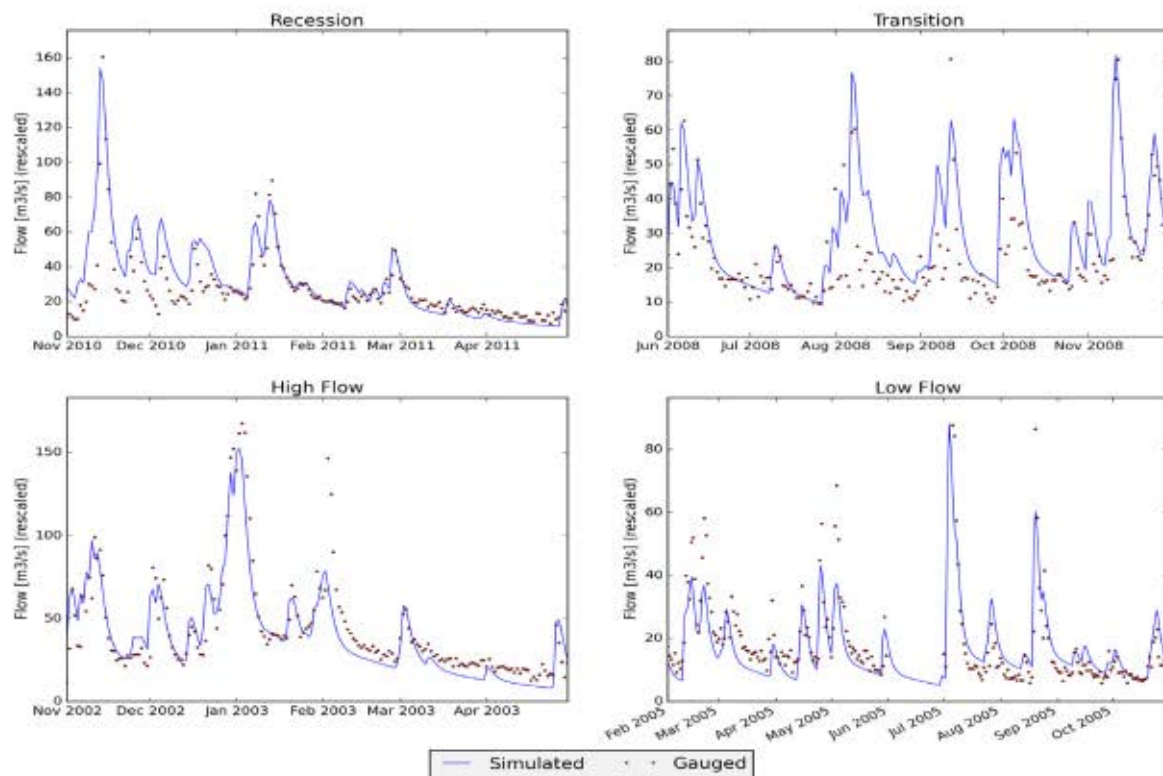 Recession
Flow [m3/s] (rescaled)
160
140
120
100
80
60
40
20
0
Nov 2010 Dec 2010 Jan 2011 Feb 2011 Mar 2011 Apr 2011
Transition
Flow [m3/s] (rescaled)
80
70
60
50
40
30
20
10
0
Jun 2008 Jul 2008 Aug 2008 Sep 2008 Oct 2008 Nov 2008
High Flow
Flow [m3/s] (rescaled)
150
100
50
0
Nov 2002 Dec 2002 Jan 2003 Feb 2003 Mar 2003 Apr 2003
Low Flow
Flow [m3/s] (rescaled)
80
60
40
20
0
Feb 2005 Mar 2005 Apr 2005 May 2005 Jun 2005 Jul 2005 Aug 2005 Sep 2005 Oct 2005
Simulated Gauged